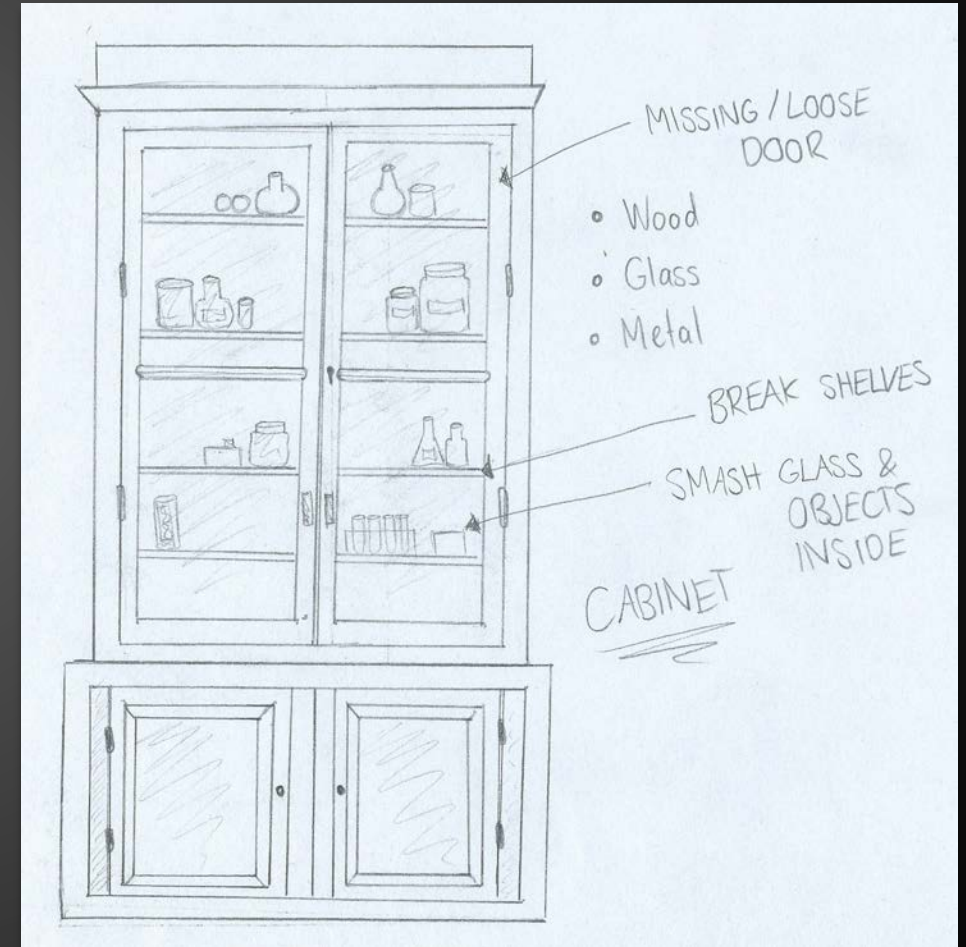 MISSING / LOOSE
DOOR
• Wood
• Glass
• Metal
BREAK SHELVES
SMASH GLASS &
OBJECTS
INSIDE
CABINET